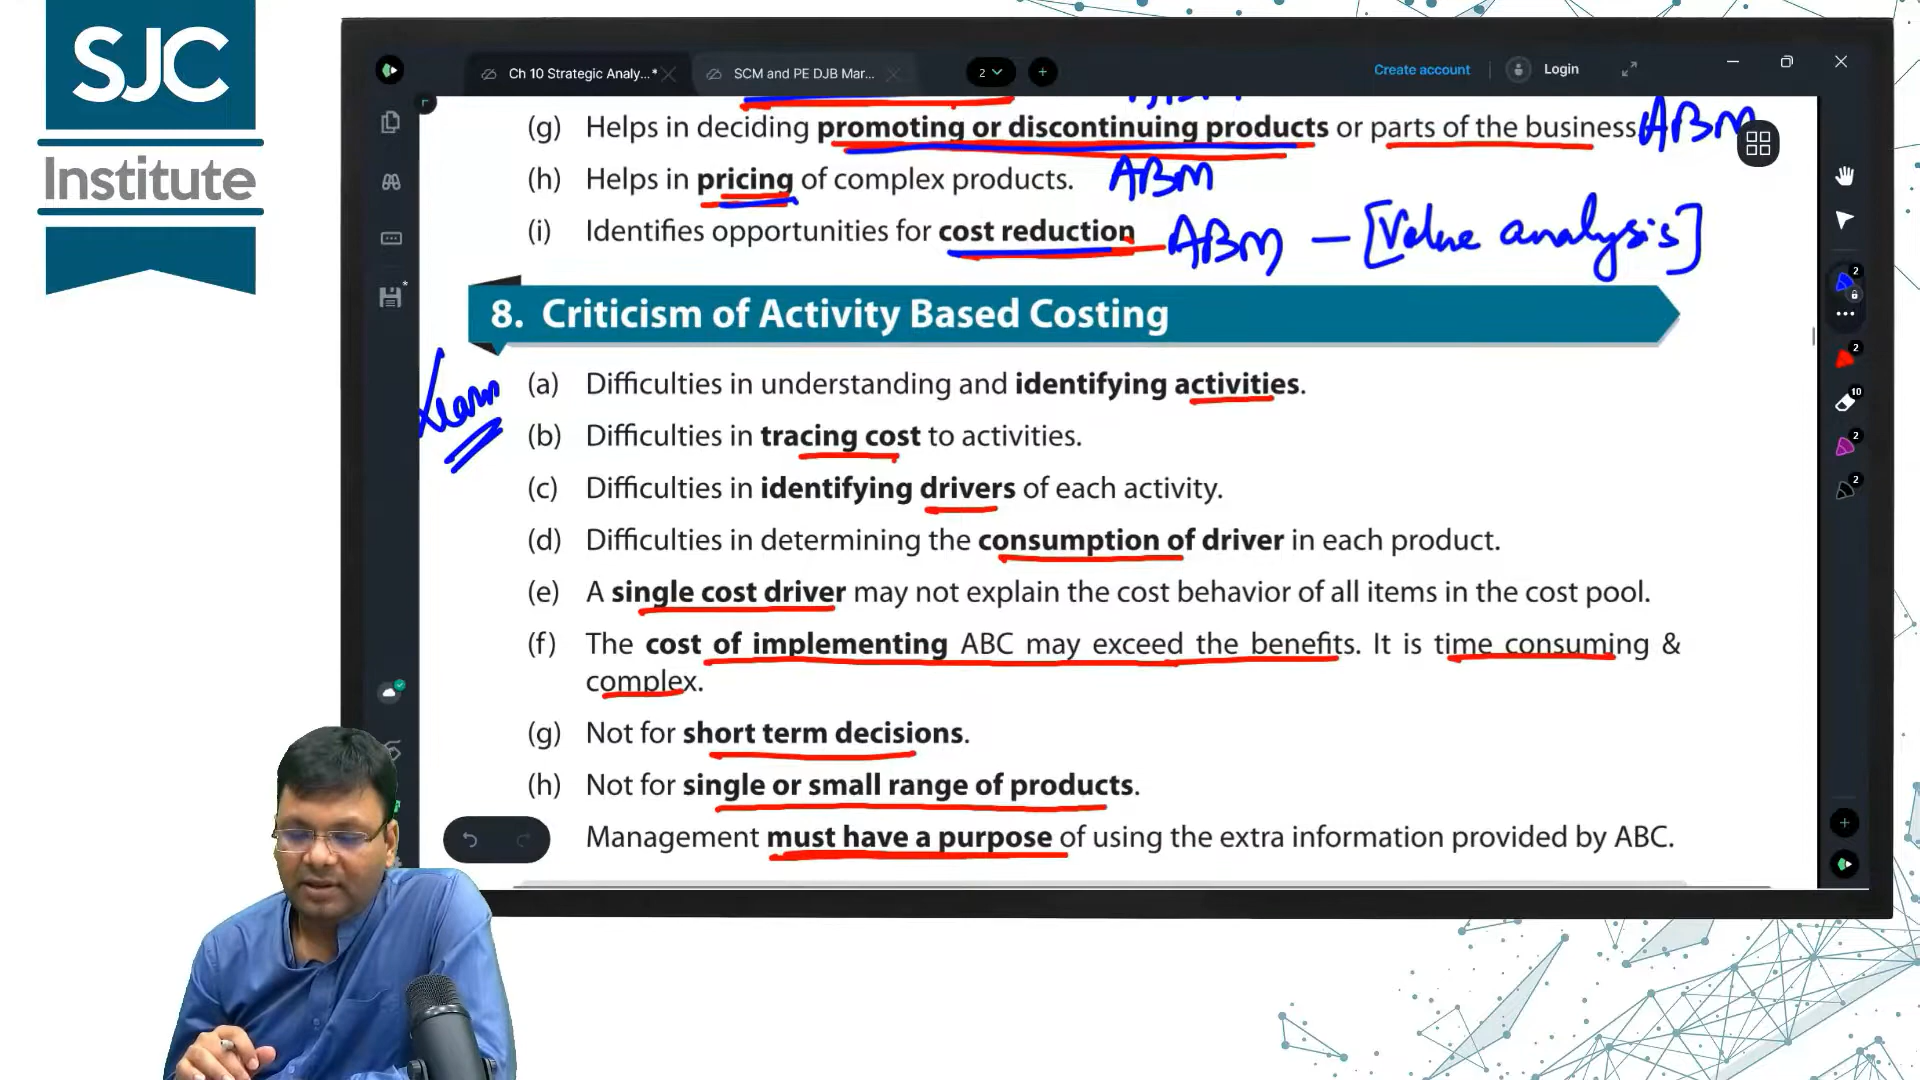 SJC
Institute
Ch 10 Strategic Analy...*
SCM and PE DJB Mar...
2
Create account
Login
(g) Helps in deciding promoting or discontinuing products or parts of the business ABM
(h) Helps in pricing of complex products. ABM
(i) Identifies opportunities for cost reduction ABM – [Value analysis]
8. Criticism of Activity Based Costing
Learn
(a) Difficulties in understanding and identifying activities.
(b) Difficulties in tracing cost to activities.
(c) Difficulties in identifying drivers of each activity.
(d) Difficulties in determining the consumption of driver in each product.
(e) A single cost driver may not explain the cost behavior of all items in the cost pool.
(f) The cost of implementing ABC may exceed the benefits. It is time consuming &
complex.
(g) Not for short term decisions.
(h) Not for single or small range of products.
Management must have a purpose of using the extra information provided by ABC.
2
2
10
2
2